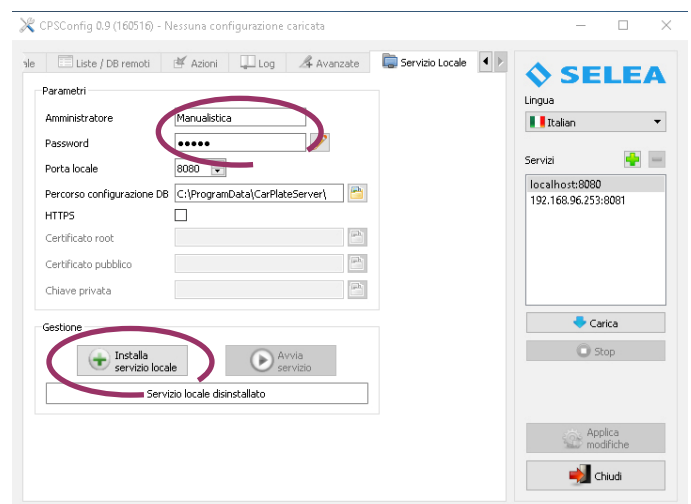 CPSConfig 0.9 (160516) - Nessuna configurazione caricata
ale Liste / DB remoti Azioni Log Avanzate Servizio Locale
SELEA
Parametri
Amministratore Manualistica
Password •••••
Porta locale 8080
Percorso configurazione DB C:\ProgramData\CarPlateServer\
HTTPS
Certificato root
Certificato pubblico
Chiave privata
Gestione
Installa
servizio locale
Avvia
servizio
Servizio locale disinstallato
Lingua
Italian
Servizi
localhost:8080
192.168.96.253:8081
Carica
Stop
Applica
modifiche
Chiudi